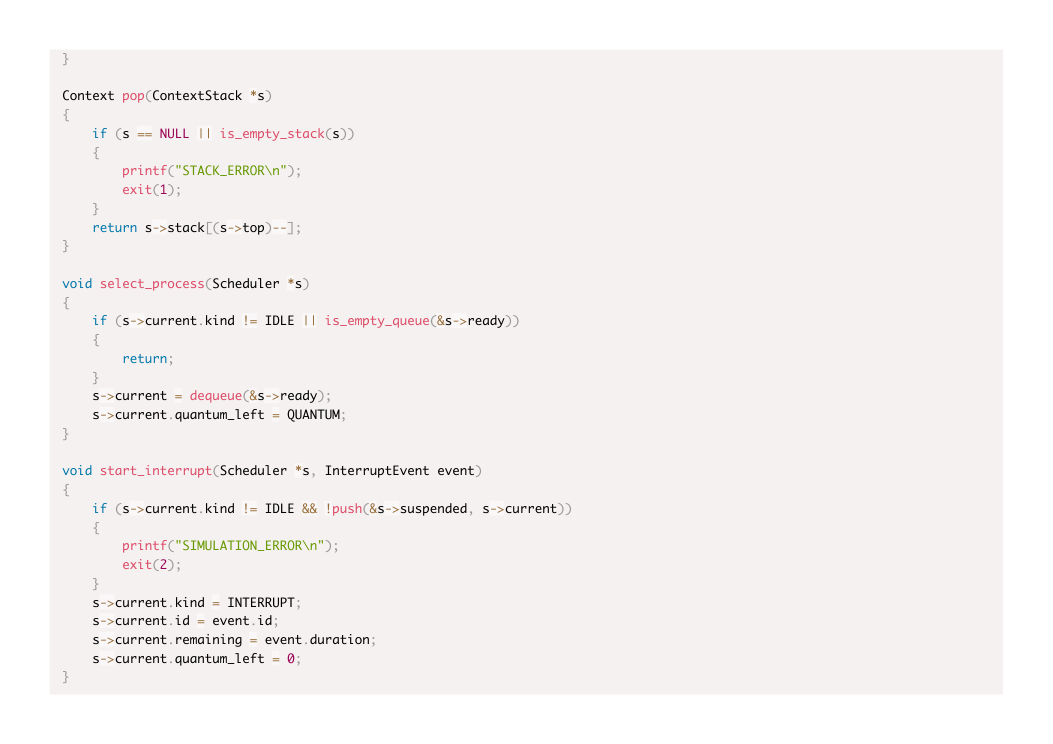 }
Context pop(ContextStack *s)
{
    if (s == NULL || is_empty_stack(s))
    {
        printf("STACK_ERROR\n");
        exit(1);
    }
    return s->stack[(s->top)--];
}
void select_process(Scheduler *s)
{
    if (s->current.kind != IDLE || is_empty_queue(&s->ready))
    {
        return;
    }
    s->current = dequeue(&s->ready);
    s->current.quantum_left = QUANTUM;
}
void start_interrupt(Scheduler *s, InterruptEvent event)
{
    if (s->current.kind != IDLE && !push(&s->suspended, s->current))
    {
        printf("SIMULATION_ERROR\n");
        exit(2);
    }
    s->current.kind = INTERRUPT;
    s->current.id = event.id;
    s->current.remaining = event.duration;
    s->current.quantum_left = 0;
}